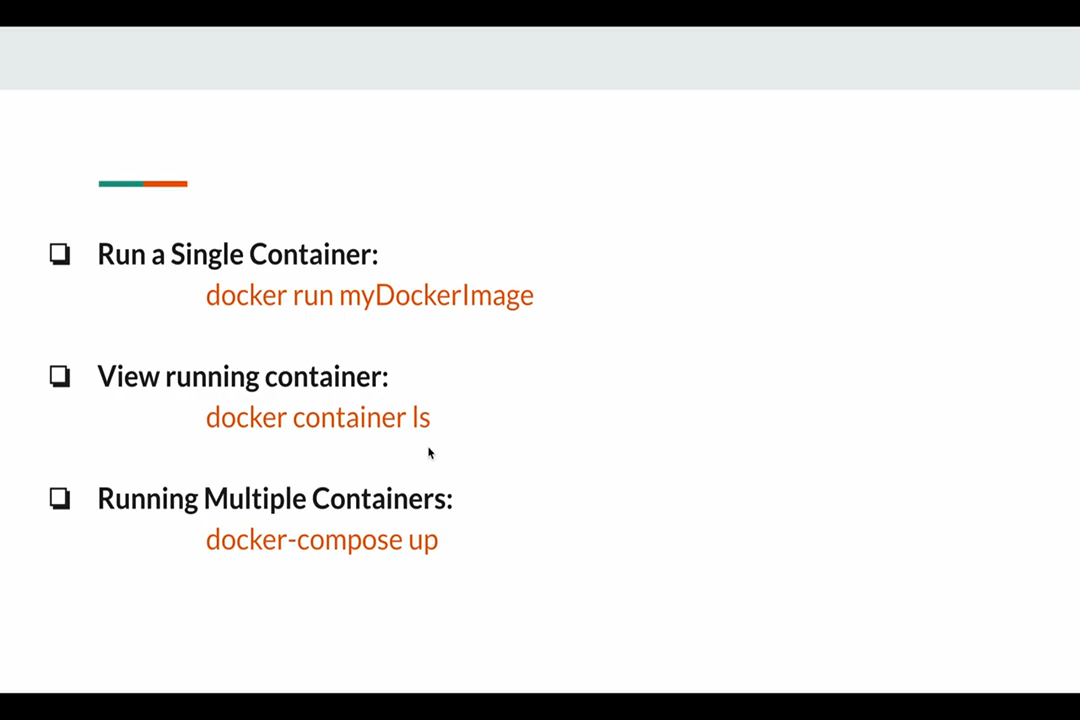 Run a Single Container:
docker run myDockerImage
View running container:
docker container ls
Running Multiple Containers:
docker-compose up